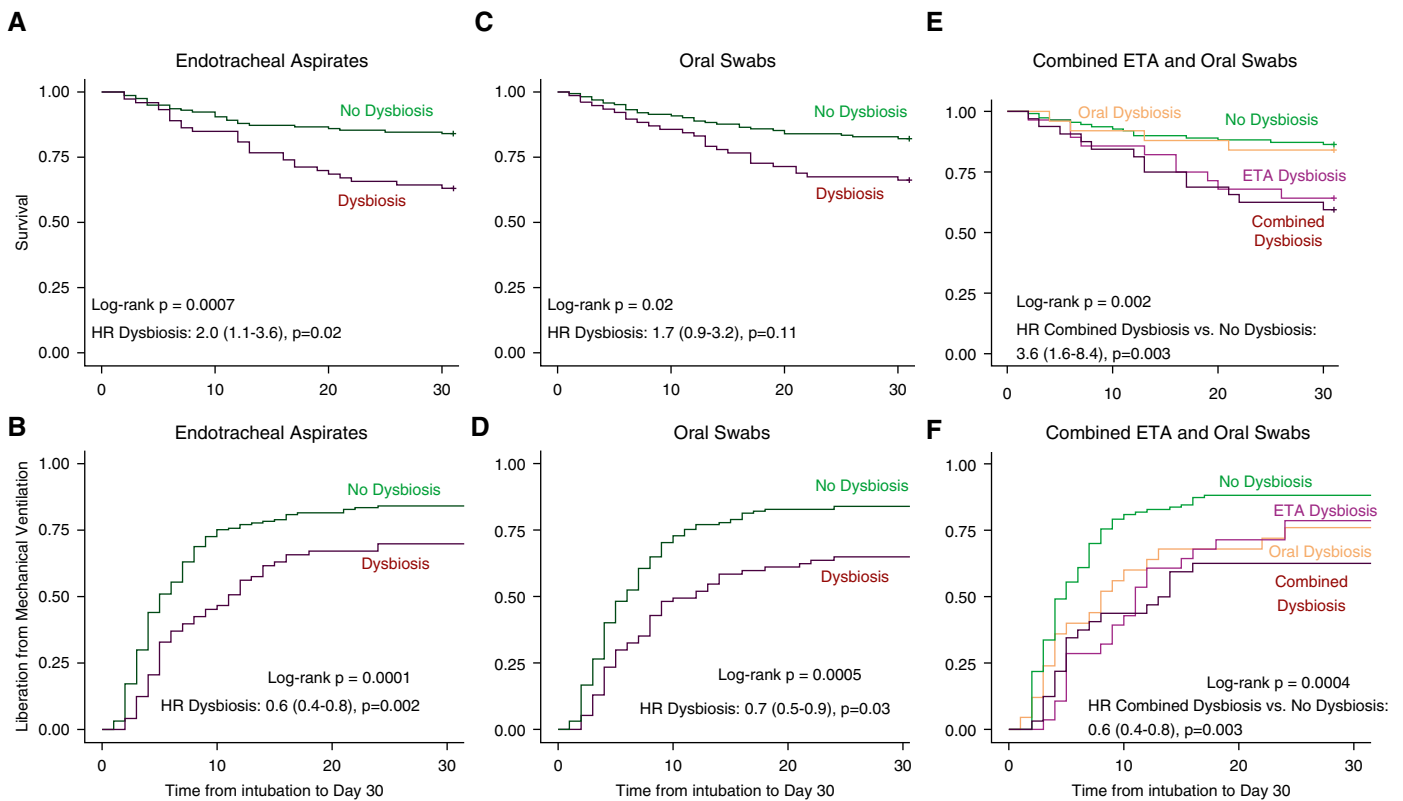 A
Endotracheal Aspirates
Survival
1.00
0.75
0.50
0.25
0.00
No Dysbiosis
Dysbiosis
Log-rank p = 0.0007
HR Dysbiosis: 2.0 (1.1-3.6), p=0.02
0 10 20 30
C
Oral Swabs
1.00
0.75
0.50
0.25
0.00
No Dysbiosis
Dysbiosis
Log-rank p = 0.02
HR Dysbiosis: 1.7 (0.9-3.2), p=0.11
0 10 20 30
E
Combined ETA and Oral Swabs
1.00
0.75
0.50
0.25
0.00
Oral Dysbiosis
No Dysbiosis
ETA Dysbiosis
Combined
Dysbiosis
Log-rank p = 0.002
HR Combined Dysbiosis vs. No Dysbiosis:
3.6 (1.6-8.4), p=0.003
0 10 20 30
B
Endotracheal Aspirates
Liberation from Mechanical Ventilation
1.00
0.75
0.50
0.25
0.00
No Dysbiosis
Dysbiosis
Log-rank p = 0.0001
HR Dysbiosis: 0.6 (0.4-0.8), p=0.002
0 10 20 30
Time from intubation to Day 30
D
Oral Swabs
1.00
0.75
0.50
0.25
0.00
No Dysbiosis
Dysbiosis
Log-rank p = 0.0005
HR Dysbiosis: 0.7 (0.5-0.9), p=0.03
0 10 20 30
Time from intubation to Day 30
F
Combined ETA and Oral Swabs
1.00
0.75
0.50
0.25
0.00
No Dysbiosis
ETA Dysbiosis
Oral Dysbiosis
Combined
Dysbiosis
Log-rank p = 0.0004
HR Combined Dysbiosis vs. No Dysbiosis:
0.6 (0.4-0.8), p=0.003
0 10 20 30
Time from intubation to Day 30